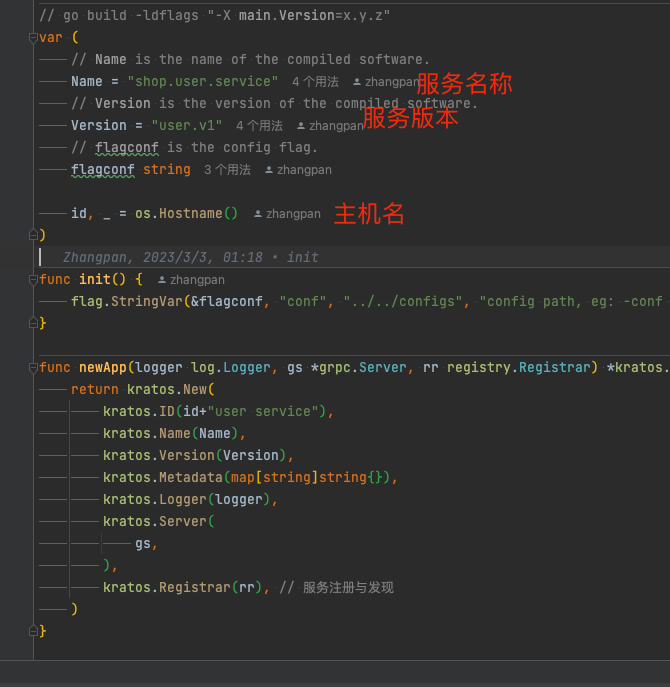 // go build -ldflags "-X main.Version=x.y.z"
var (
// Name is the name of the compiled software.
Name = "shop.user.service" 4 个用法 zhangpan 服务名称
// Version is the version of the compiled software.
Version = "user.v1" 4 个用法 zhangpan 服务版本
// flagconf is the config flag.
flagconf string 3 个用法 zhangpan
id, _ = os.Hostname() zhangpan 主机名
)
Zhangpan, 2023/3/3, 01:18 • init
func init() { zhangpan
flag.StringVar(&flagconf, "conf", "../../configs", "config path, eg: -conf
}
func newApp(logger log.Logger, gs *grpc.Server, rr registry.Registrar) *kratos.
return kratos.New(
kratos.ID(id+"user service"),
kratos.Name(Name),
kratos.Version(Version),
kratos.Metadata(map[string]string{}),
kratos.Logger(logger),
kratos.Server(
gs,
),
kratos.Registrar(rr), // 服务注册与发现
)
}